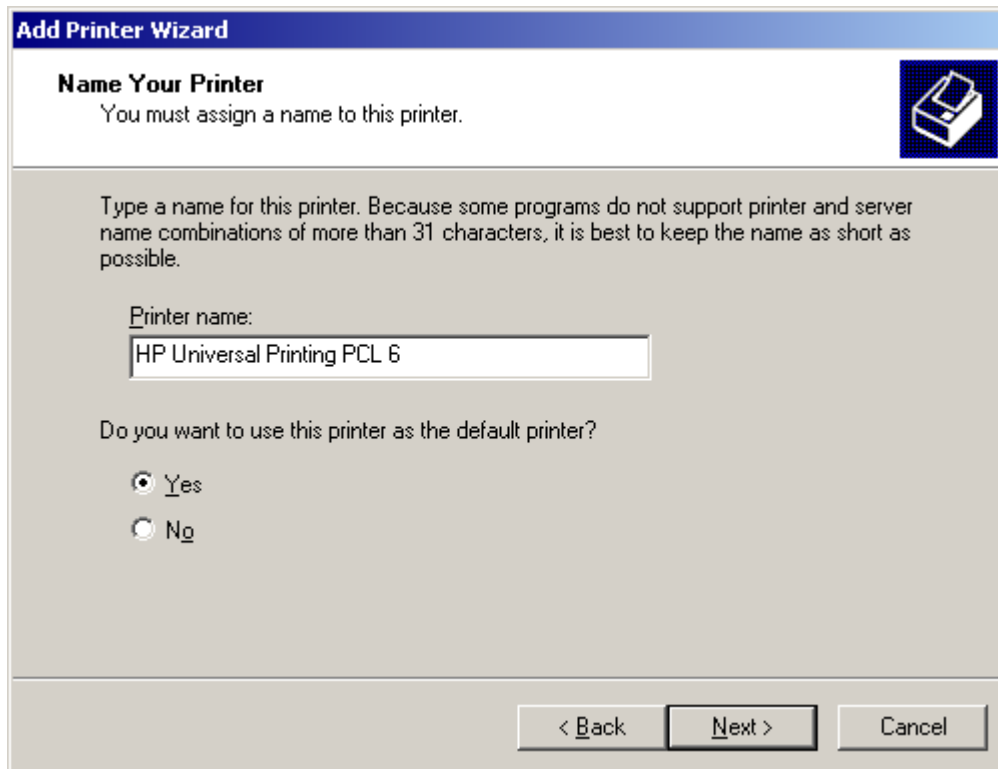 Add Printer Wizard
Name Your Printer
You must assign a name to this printer.
Type a name for this printer. Because some programs do not support printer and server
name combinations of more than 31 characters, it is best to keep the name as short as
possible.
Printer name:
HP Universal Printing PCL 6
Do you want to use this printer as the default printer?
Yes
No
< Back Next > Cancel